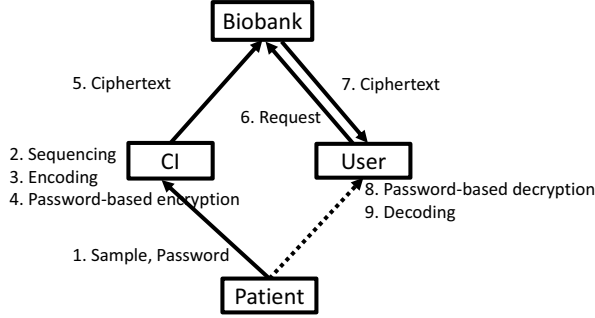 Biobank
5. Ciphertext
7. Ciphertext
6. Request
2. Sequencing
3. Encoding
4. Password-based encryption
CI
User
8. Password-based decryption
9. Decoding
1. Sample, Password
Patient